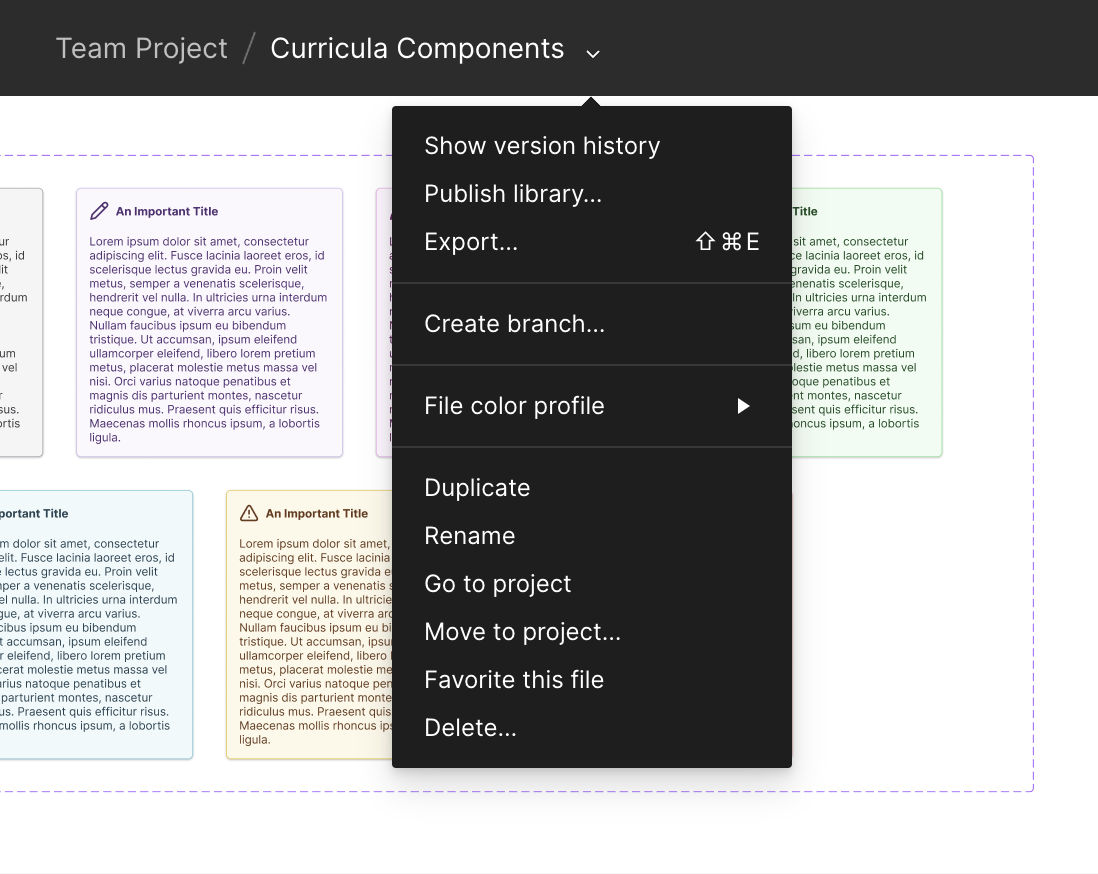 Team Project / Curricula Components
Show version history
Publish library...
Export... ⇧⌘E
Create branch...
File color profile
Duplicate
Rename
Go to project
Move to project...
Favorite this file
Delete...
ur
os, id
lit
rdum
um
vel
r
sus.
ortis
An Important Title
Lorem ipsum dolor sit amet, consectetur
adipiscing elit. Fusce lacinia laoreet eros, id
scelerisque lectus gravida eu. Proin velit
metus, semper a venenatis scelerisque,
hendrerit vel nulla. In ultricies urna interdum
neque congue, at viverra arcu varius.
Nullam faucibus ipsum eu bibendum
tristique. Ut accumsan, ipsum eleifend
ullamcorper eleifend, libero lorem pretium
metus, placerat molestie metus massa vel
nisi. Orci varius natoque penatibus et
magnis dis parturient montes, nascetur
ridiculus mus. Praesent quis efficitur risus.
Maecenas mollis rhoncus ipsum, a lobortis
ligula.
Title
sit amet, consectetur
ce lacinia laoreet eros, id
gravida eu. Proin velit
venenatis scelerisque,
In ultricies urna interdum
iverra arcu varius.
sum eu bibendum
san, ipsum eleifend
d, libero lorem pretium
lestie metus massa vel
oque penatibus et
nt montes, nascetur
sent quis efficitur risus.
oncus ipsum, a lobortis
portant Title
m dolor sit amet, consectetur
elit. Fusce lacinia laoreet eros, id
lectus gravida eu. Proin velit
per a venenatis scelerisque,
el nulla. In ultricies urna interdum
gue, at viverra arcu varius.
cibus ipsum eu bibendum
t accumsan, ipsum eleifend
r eleifend, libero lorem pretium
cerat molestie metus massa vel
arius natoque penatibus et
parturient montes, nascetur
us. Praesent quis efficitur risus.
mollis rhoncus ipsum, a lobortis
An Important Title
Lorem ipsum dolor sit amet,
adipiscing elit. Fusce lacinia
scelerisque lectus gravida e
metus, semper a venenatis s
hendrerit vel nulla. In ultricie
neque congue, at viverra arc
Nullam faucibus ipsum eu bi
tristique. Ut accumsan, ipsu
ullamcorper eleifend, libero l
metus, placerat molestie me
nisi. Orci varius natoque pen
magnis dis parturient monte
ridiculus mus. Praesent quis
Maecenas mollis rhoncus ips
ligula.